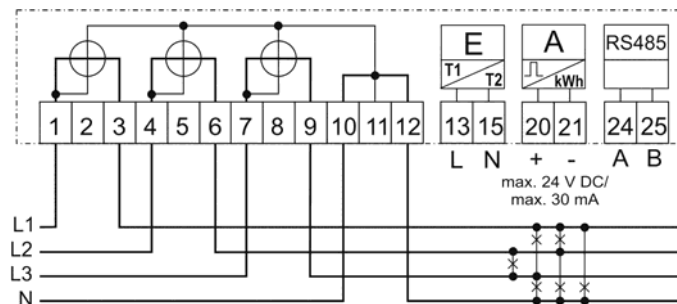 E A RS485
T1 T2 kWh
1 2 3 4 5 6 7 8 9 10 11 12 13 15 20 21 24 25
L N + - A B
max. 24 V DC/
max. 30 mA
L1
L2
L3
N